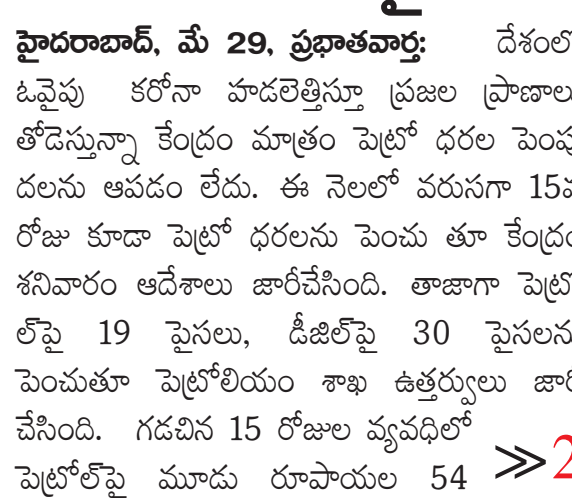 హైదరాబాద్, మే 29, ప్రభాతవార్త: దేశంలో
ఓవైపు కరోనా హడలెత్తిస్తూ ప్రజల ప్రాణాలు
తోడెస్తున్నా కేంద్రం మాత్రం పెట్రో ధరల పెంపు
దలను ఆపడం లేదు. ఈ నెలలో వరుసగా 15వ
రోజు కూడా పెట్రో ధరలను పెంచు తూ కేంద్రం
శనివారం ఆదేశాలు జారీచేసింది. తాజాగా పెట్రో
ల్‌పై 19 పైసలు, డీజిల్‌పై 30 పైసలను
పెంచుతూ పెట్రోలియం శాఖ ఉత్తర్వులు జారీ
చేసింది. గడచిన 15 రోజుల వ్యవధిలో
పెట్రోల్‌పై మూడు రూపాయల 54 >>2